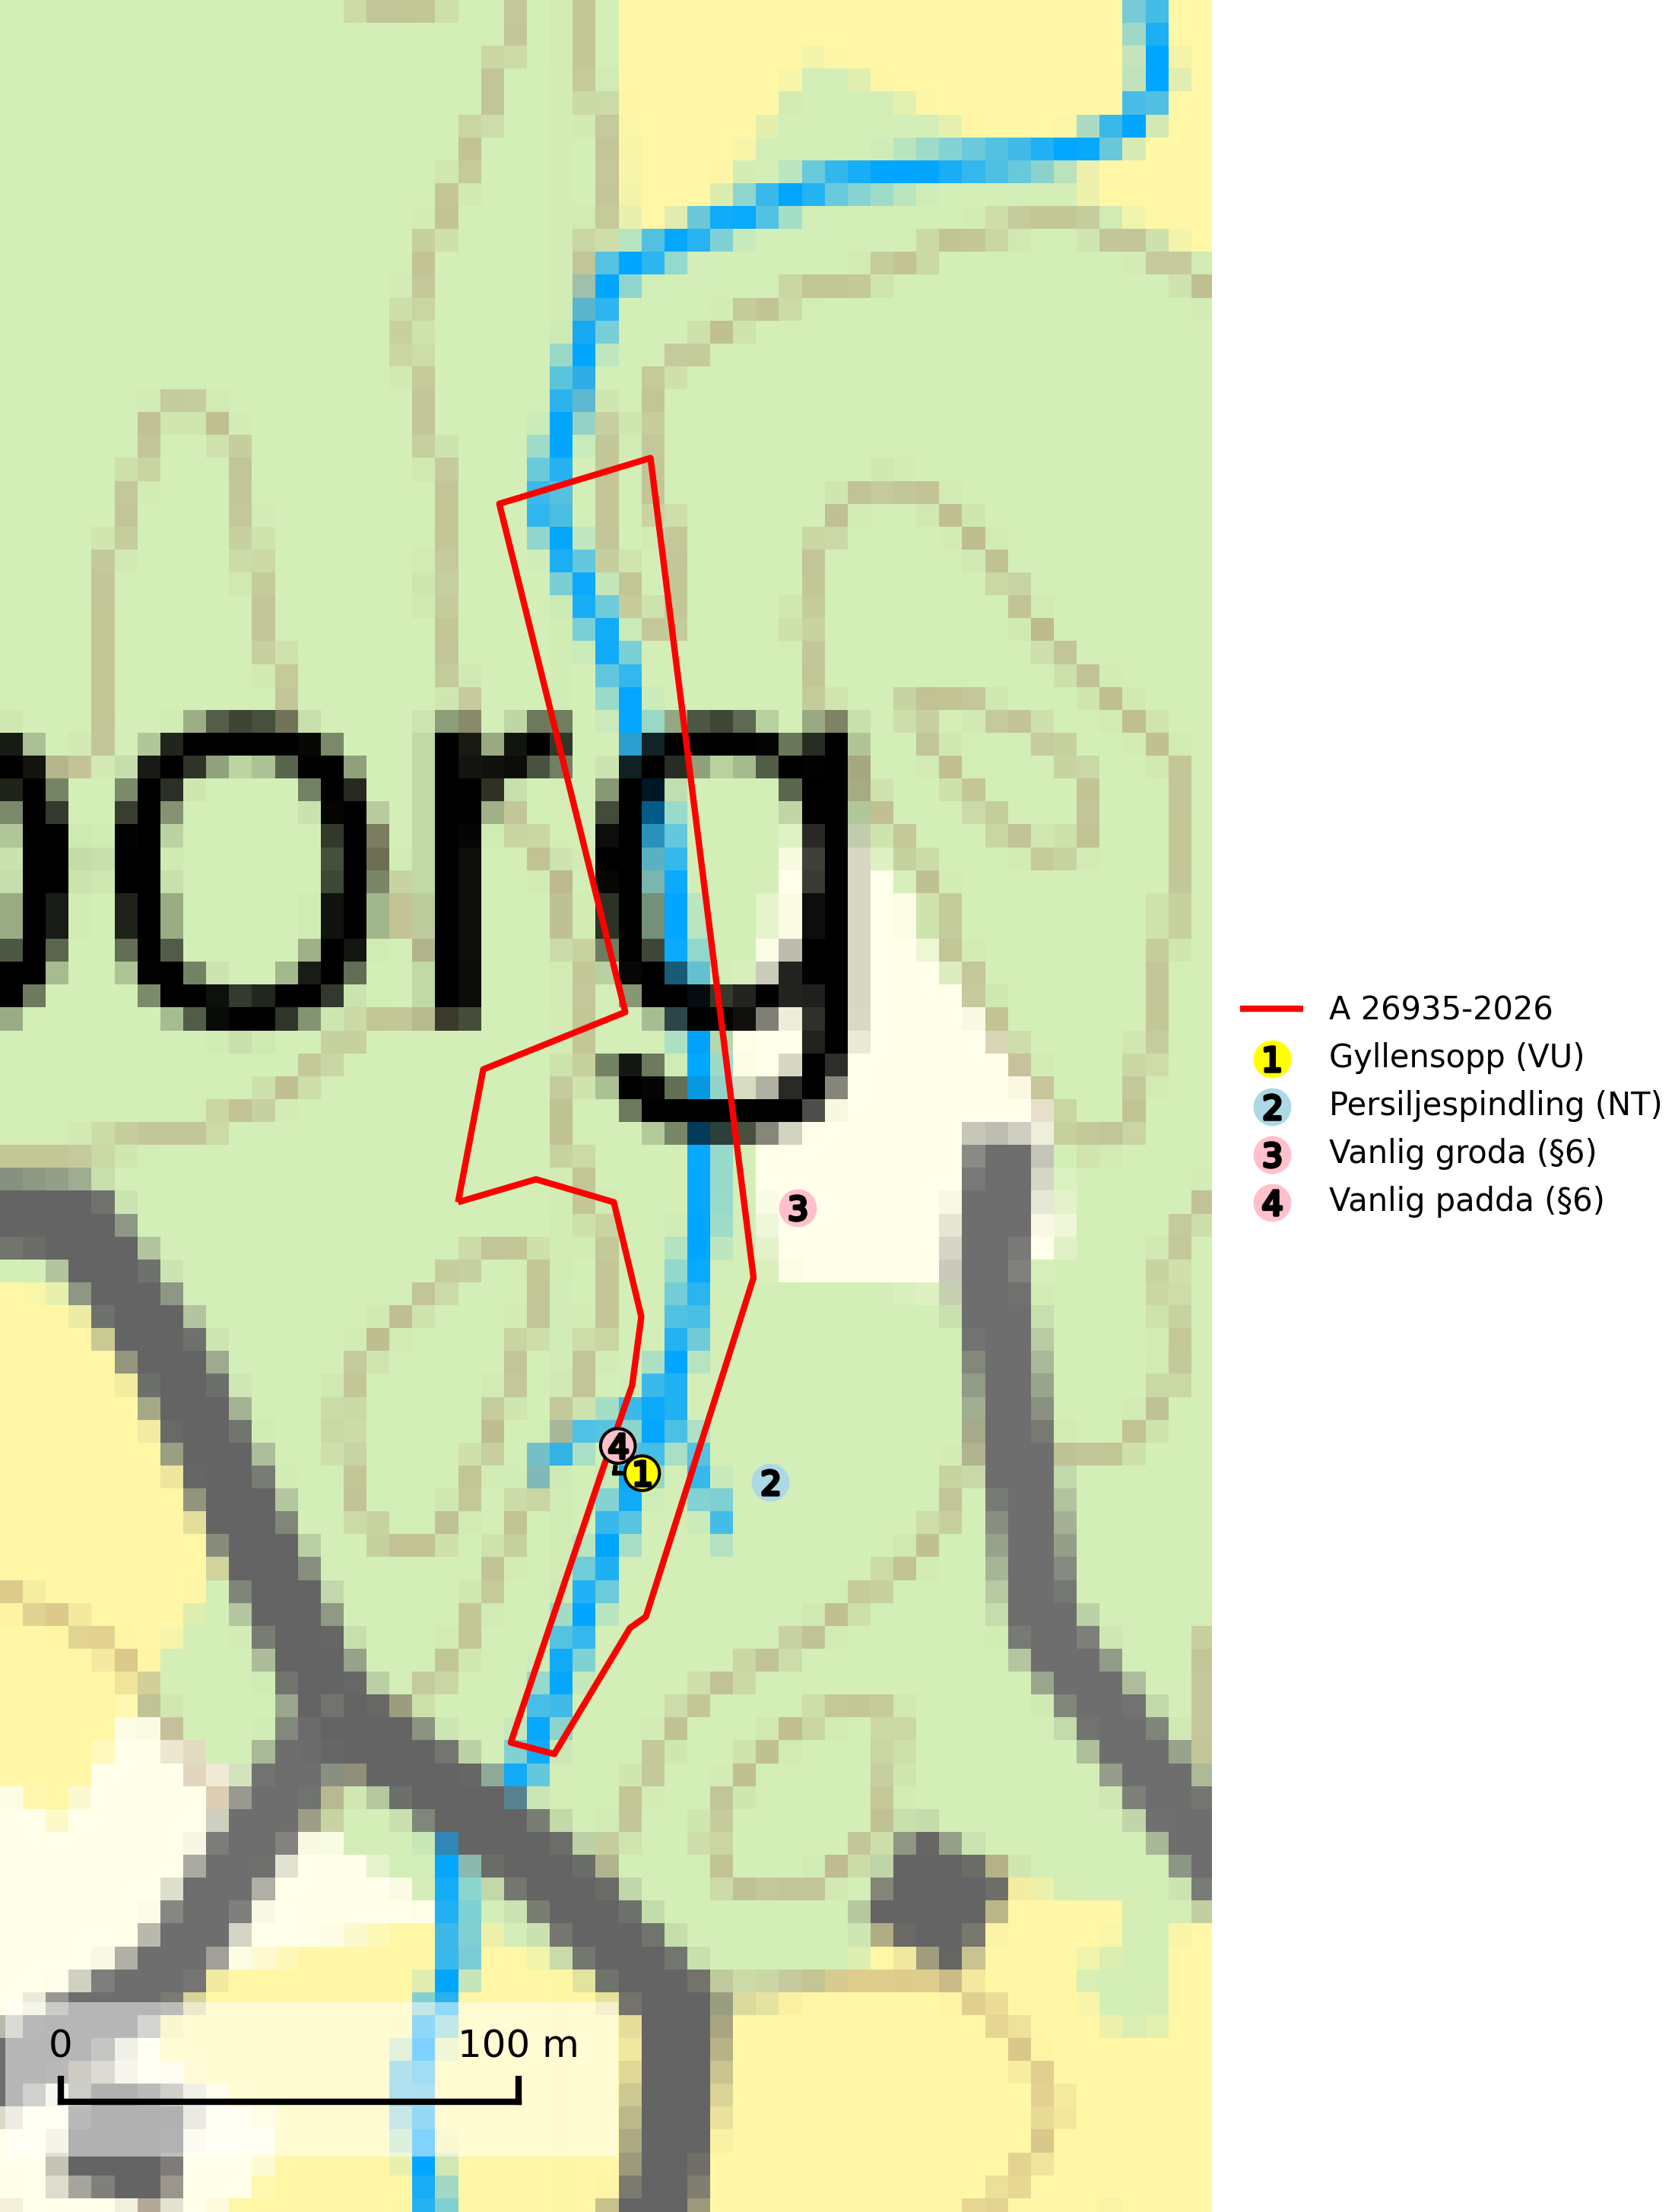 org
3
4
1
2
0 100 m
A 26935-2026
1 Gyllensopp (VU)
2 Persiljespindling (NT)
3 Vanlig groda (§6)
4 Vanlig padda (§6)